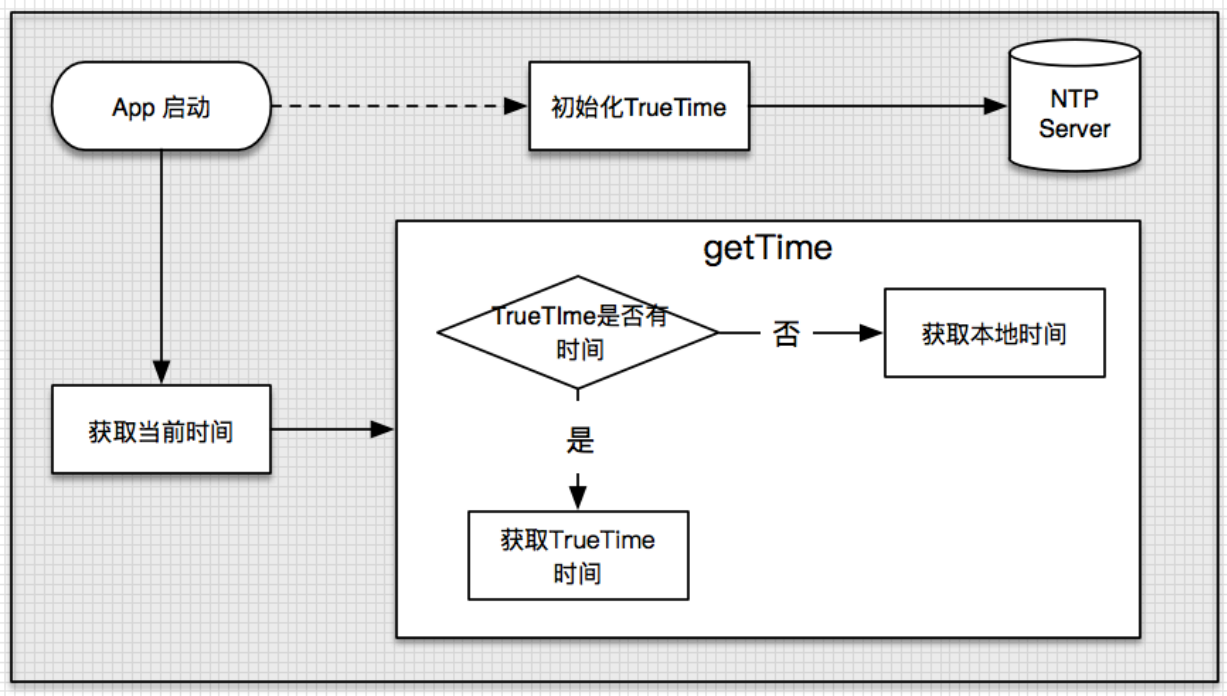 App 启动
初始化TrueTime
NTP
Server
getTime
TrueTIme是否有
时间
否
获取本地时间
获取当前时间
是
获取TrueTime
时间